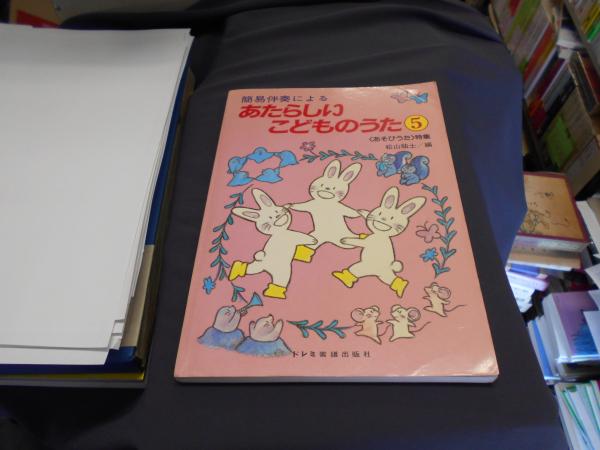 簡易伴奏による
あたらしい
こどものうた5
〈あそびうた〉特集
松山祐士／編
ドレミ楽譜出版社